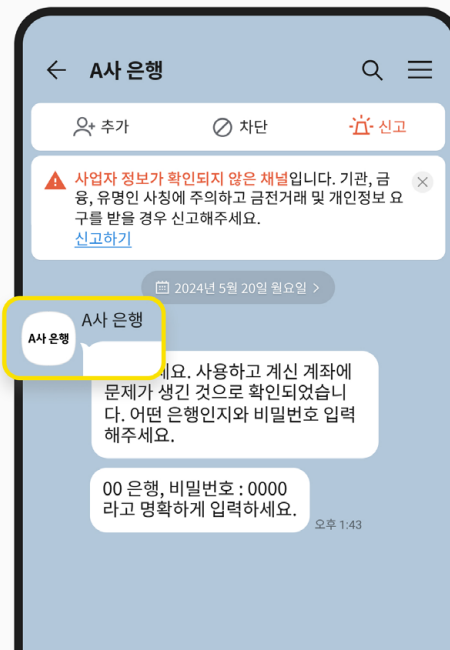 A사 은행
추가
차단
신고
사업자 정보가 확인되지 않은 채널입니다. 기관, 금
융, 유명인 사칭에 주의하고 금전거래 및 개인정보 요
구를 받을 경우 신고해주세요.
신고하기
2024년 5월 20일 월요일
A사 은행
A사 은행
세요. 사용하고 계신 계좌에
문제가 생긴 것으로 확인되었습니
다. 어떤 은행인지와 비밀번호 입력
해주세요.
00 은행, 비밀번호 : 0000
라고 명확하게 입력하세요.
오후 1:43